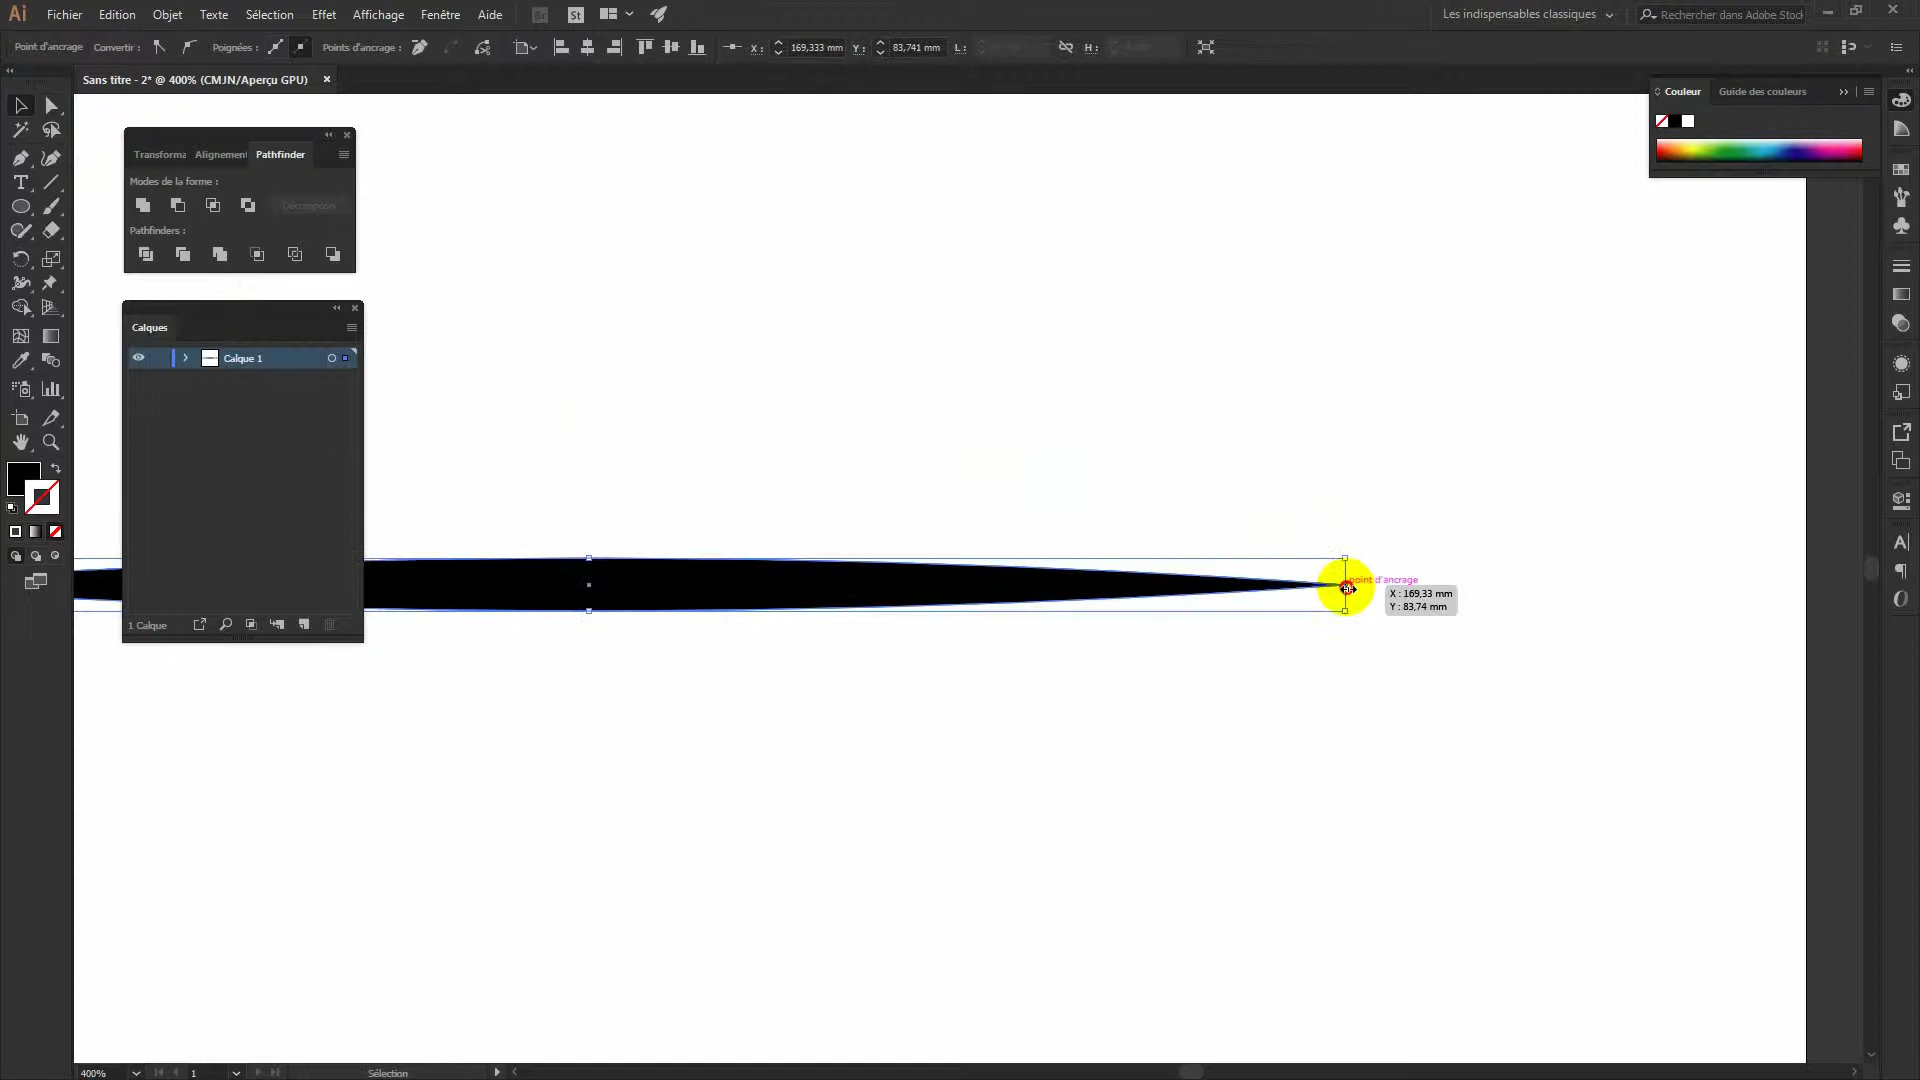 Ai Fichier Edition Objet Texte Sélection Effet Affichage Fenêtre Aide Br St Les indispensables classiques Rechercher dans Adobe Stock
Point d'ancrage Convertir : Poignées : Points d'ancrage : X : 169,333 mm Y : 83,741 mm L : H :
Sans titre - 2* @ 400% (CMJN/Aperçu GPU)
Couleur Guide des couleurs
Transforma Alignement Pathfinder
Modes de la forme :
Décomposer
Pathfinders :
Calques
Calque 1
point d'ancrage
X : 169,33 mm
Y : 83,74 mm
1 Calque
400% 1 Sélection